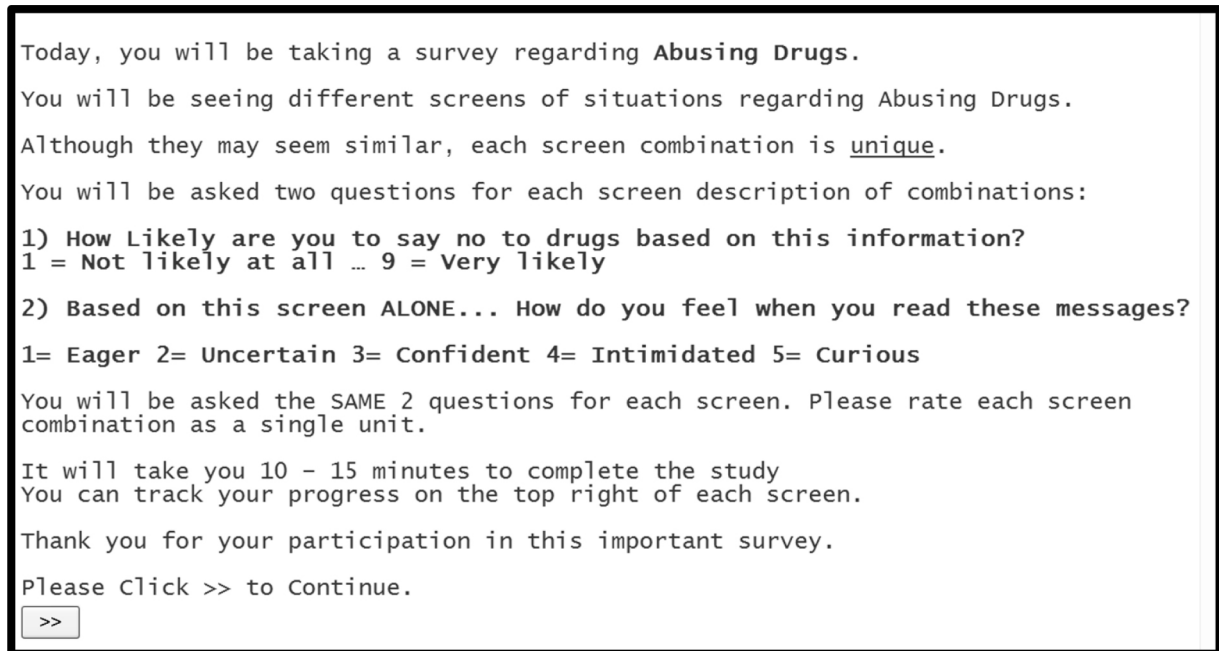 Today, you will be taking a survey regarding Abusing Drugs.
You will be seeing different screens of situations regarding Abusing Drugs.
Although they may seem similar, each screen combination is unique.
You will be asked two questions for each screen description of combinations:
1) How Likely are you to say no to drugs based on this information?
1 = Not likely at all … 9 = Very likely
2) Based on this screen ALONE... How do you feel when you read these messages?
1= Eager 2= Uncertain 3= Confident 4= Intimidated 5= Curious
You will be asked the SAME 2 questions for each screen. Please rate each screen
combination as a single unit.
It will take you 10 – 15 minutes to complete the study
You can track your progress on the top right of each screen.
Thank you for your participation in this important survey.
Please Click >> to Continue.
>>